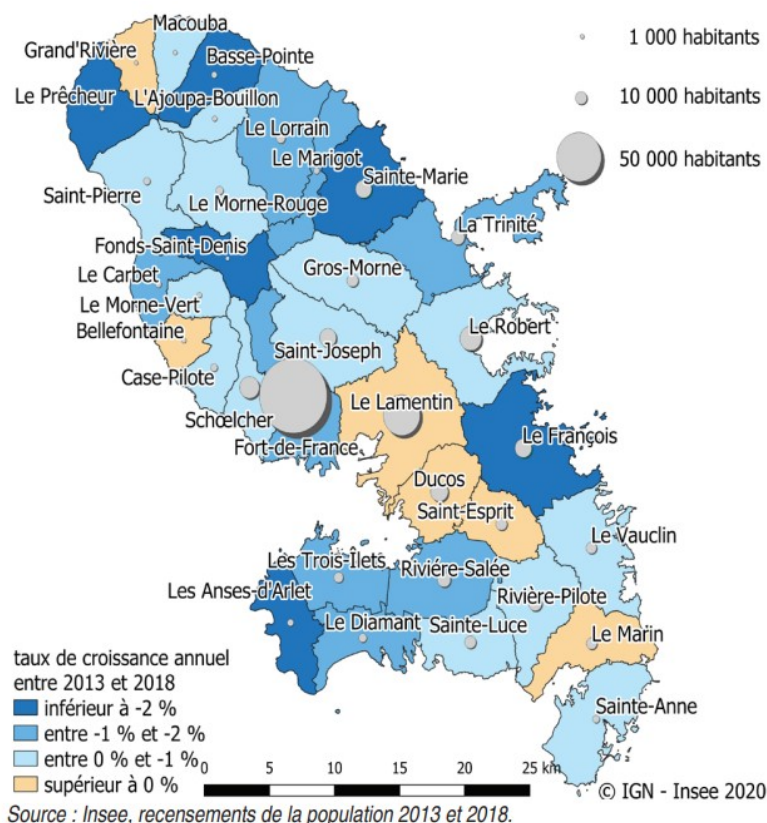 Macouba
1 000 habitants
Grand'Rivière
Basse-Pointe
Le Prêcheur
L'Ajoupa-Bouillon
10 000 habitants
Le Lorrain
Le Marigot
50 000 habitants
Sainte-Marie
Saint-Pierre
Le Morne-Rouge
La Trinité
Fonds-Saint-Denis
Gros-Morne
Le Carbet
Le Morne-Vert
Le Robert
Bellefontaine
Saint-Joseph
Case-Pilote
Le Lamentin
Schœlcher
Le François
Fort-de-France
Ducos
Saint-Esprit
Le Vauclin
Les Trois-Îlets
Riviére-Salée
Les Anses-d'Arlet
Rivière-Pilote
Le Diamant
Sainte-Luce
Le Marin
taux de croissance annuel
entre 2013 et 2018
inférieur à -2 %
entre -1 % et -2 %
entre 0 % et -1 %
supérieur à 0 %
Sainte-Anne
0 5 10 15 20 25 km
© IGN - Insee 2020
Source : Insee, recensements de la population 2013 et 2018.